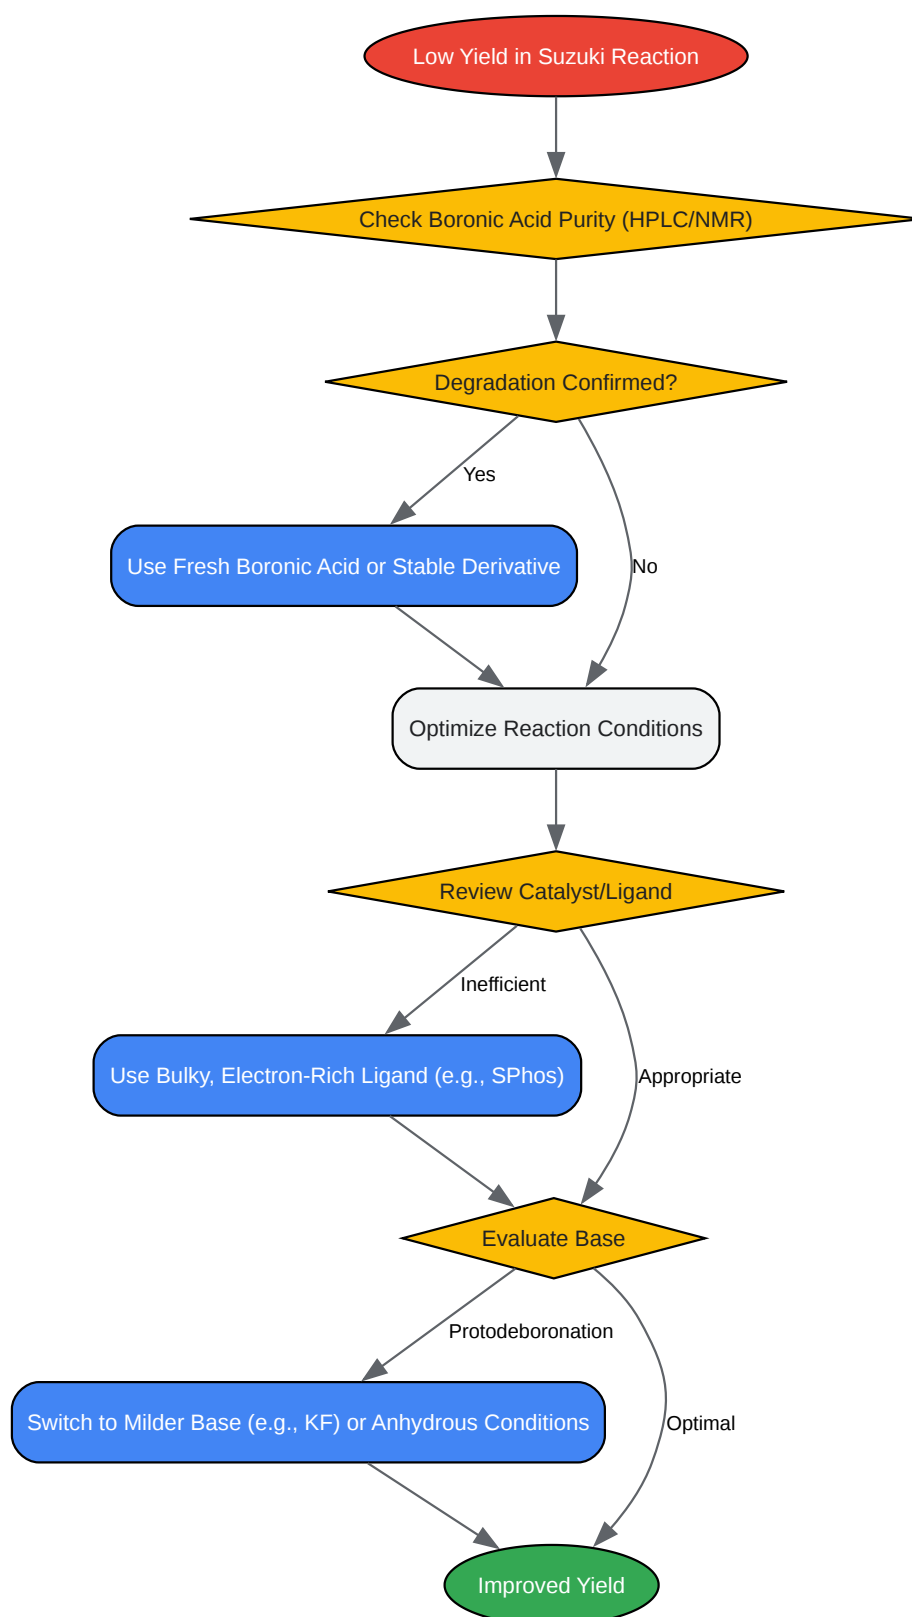 Low Yield in Suzuki Reaction
Check Boronic Acid Purity (HPLC/NMR)
Degradation Confirmed?
Yes
Use Fresh Boronic Acid or Stable Derivative
No
Optimize Reaction Conditions
Review Catalyst/Ligand
Inefficient
Use Bulky, Electron-Rich Ligand (e.g., SPhos)
Appropriate
Evaluate Base
Protodeboronation
Switch to Milder Base (e.g., KF) or Anhydrous Conditions
Optimal
Improved Yield